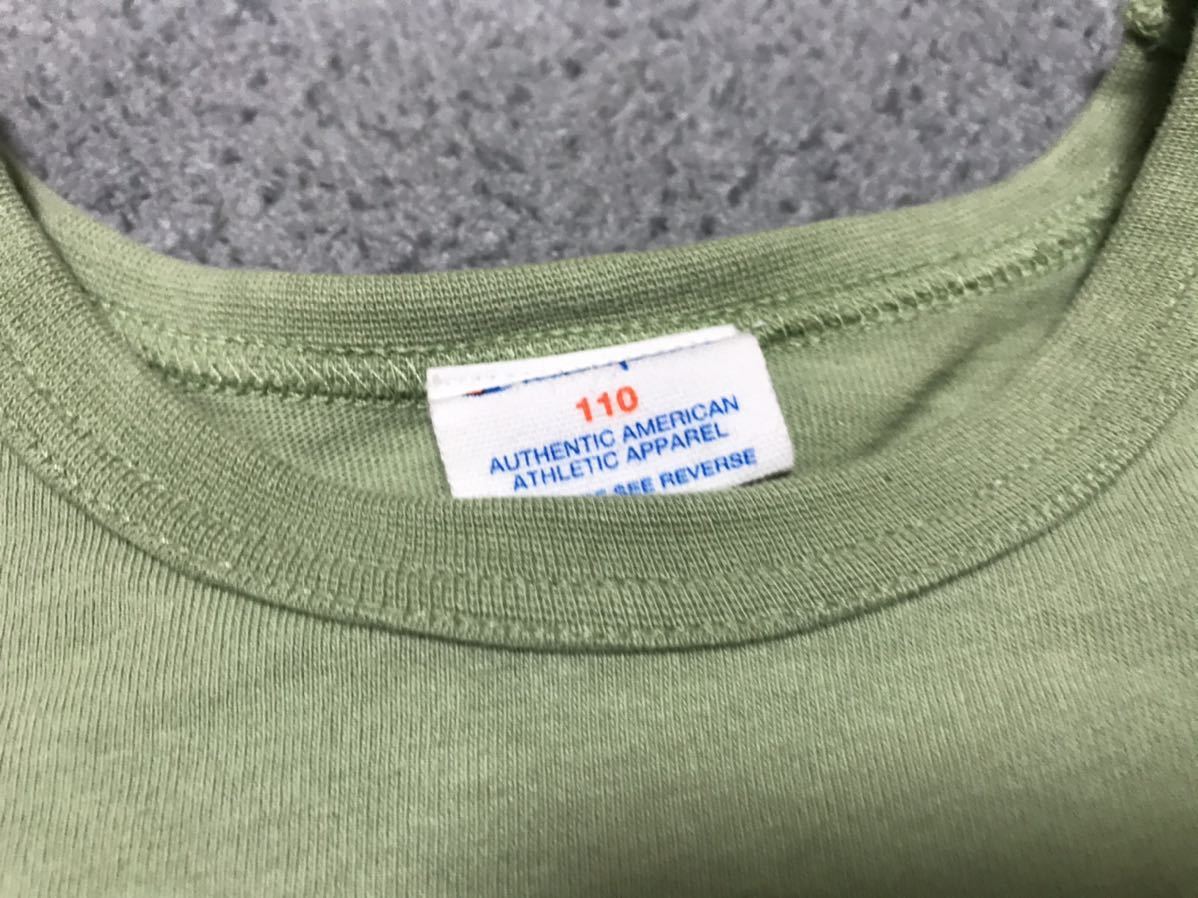 110
AUTHENTIC AMERICAN
ATHLETIC APPAREL
SEE REVERSE